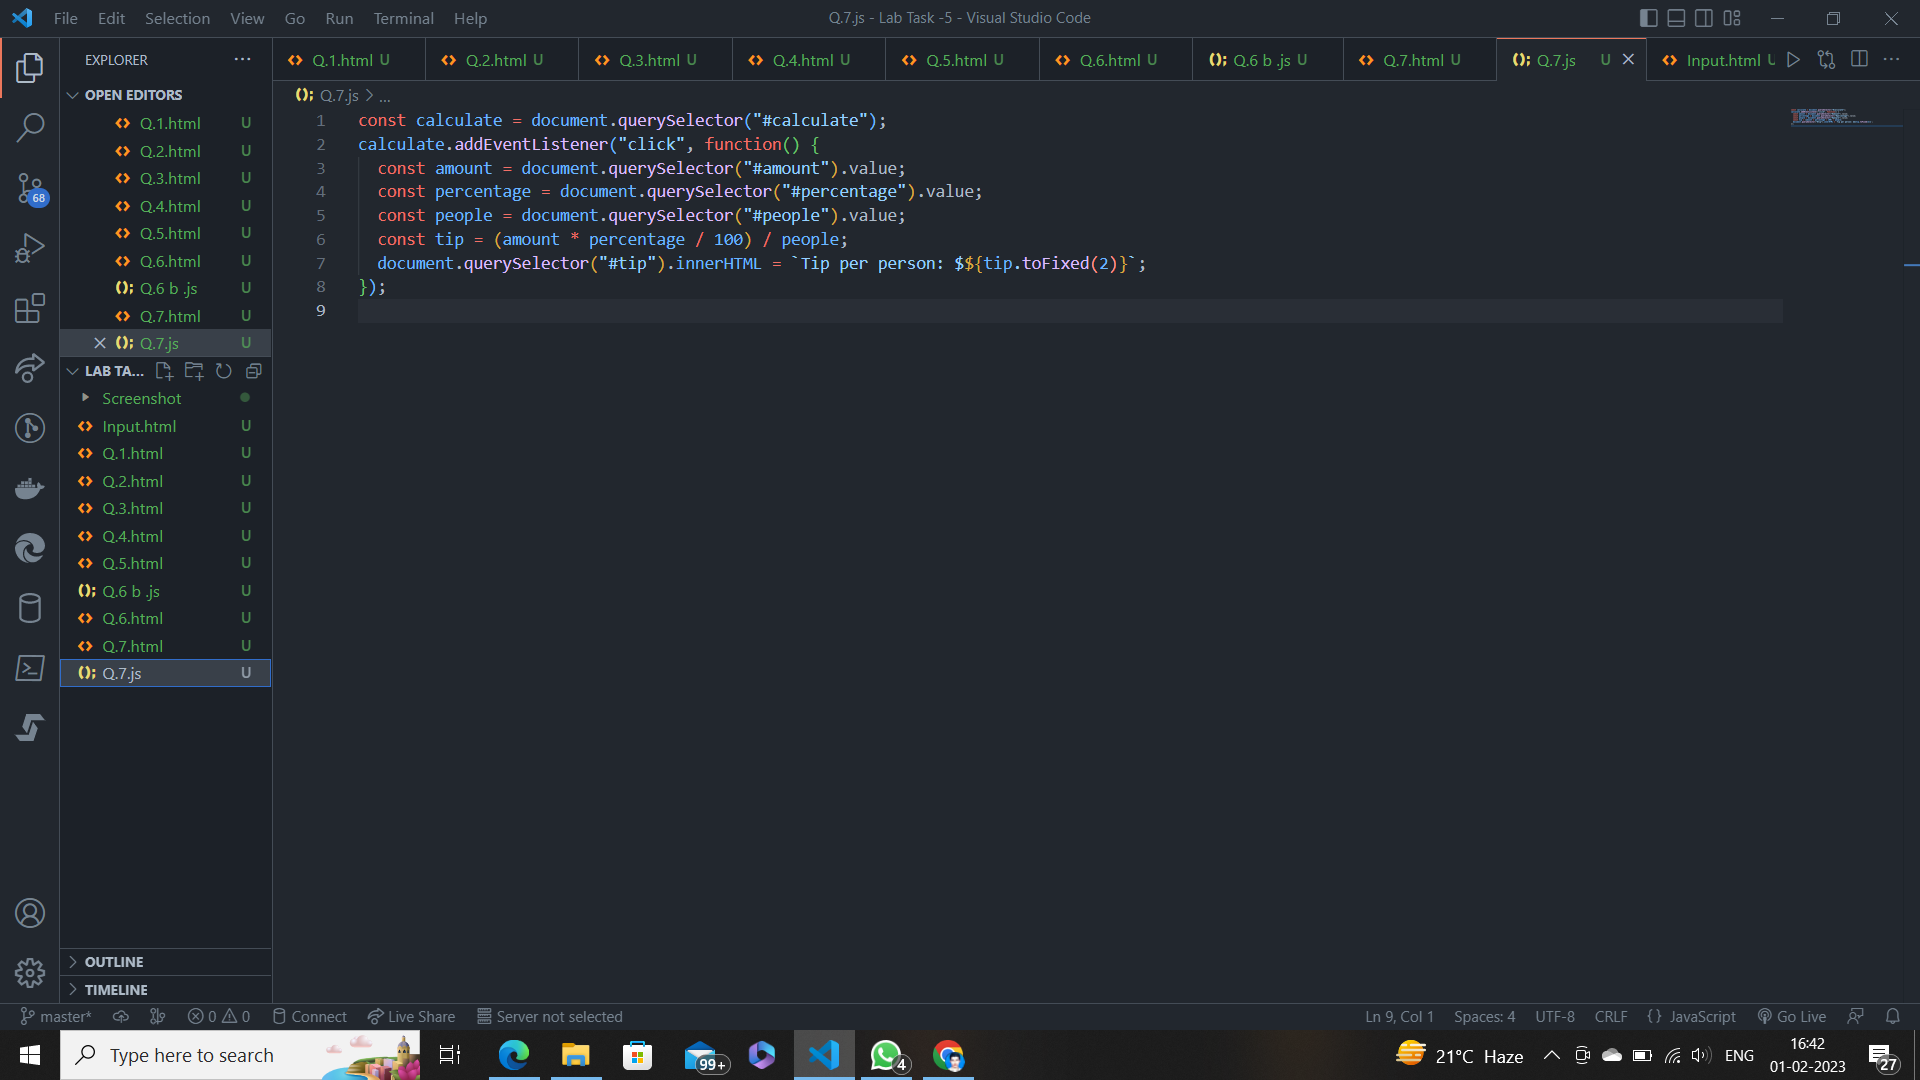 File Edit Selection View Go Run Terminal Help
Q.7.js - Lab Task -5 - Visual Studio Code
EXPLORER
Q.1.html U Q.2.html U Q.3.html U Q.4.html U Q.5.html U Q.6.html U Q.6 b .js U Q.7.html U Q.7.js U Input.html U
OPEN EDITORS
Q.1.html U
Q.2.html U
Q.3.html U
Q.4.html U
Q.5.html U
Q.6.html U
Q.6 b .js U
Q.7.html U
Q.7.js U
LAB TA...
Screenshot
Input.html U
Q.1.html U
Q.2.html U
Q.3.html U
Q.4.html U
Q.5.html U
Q.6 b .js U
Q.6.html U
Q.7.html U
Q.7.js U
OUTLINE
TIMELINE
68
Q.7.js > ...
1 const calculate = document.querySelector("#calculate");
2 calculate.addEventListener("click", function() {
3 const amount = document.querySelector("#amount").value;
4 const percentage = document.querySelector("#percentage").value;
5 const people = document.querySelector("#people").value;
6 const tip = (amount * percentage / 100) / people;
7 document.querySelector("#tip").innerHTML = `Tip per person: $${tip.toFixed(2)}`;
8 });
9
master* 0 0 Connect Live Share Server not selected
Ln 9, Col 1 Spaces: 4 UTF-8 CRLF {} JavaScript Go Live
Type here to search
99+
4
21°C Haze
ENG
16:42
01-02-2023
27